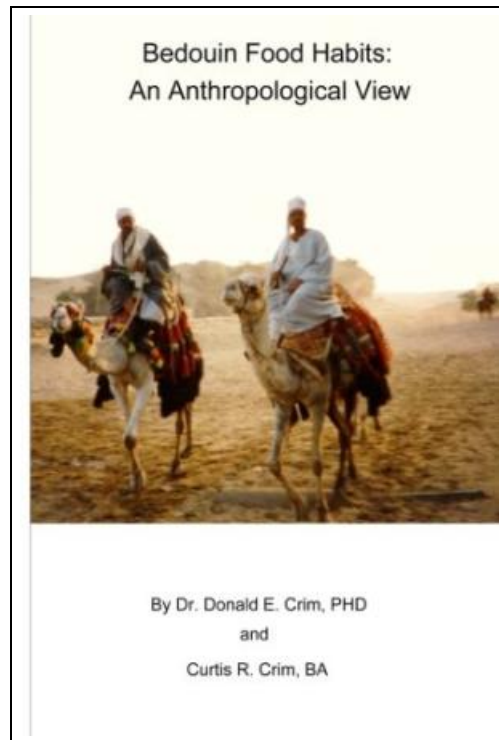 Bedouin Food Habits:
An Anthropological View
By Dr. Donald E. Crim, PHD
and
Curtis R. Crim, BA